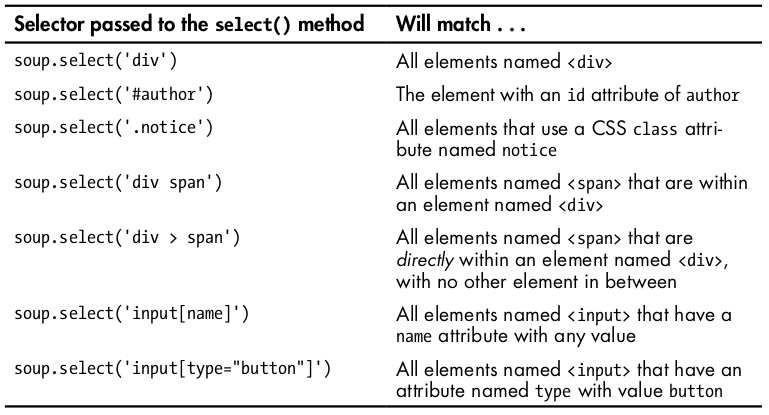 Selector passed to the select() method Will match . . .
soup.select('div') All elements named <div>
soup.select('#author') The element with an id attribute of author
soup.select('.notice') All elements that use a CSS class attri-
bute named notice
soup.select('div span') All elements named <span> that are within
an element named <div>
soup.select('div > span') All elements named <span> that are
directly within an element named <div>,
with no other element in between
soup.select('input[name]') All elements named <input> that have a
name attribute with any value
soup.select('input[type="button"]') All elements named <input> that have an
attribute named type with value button